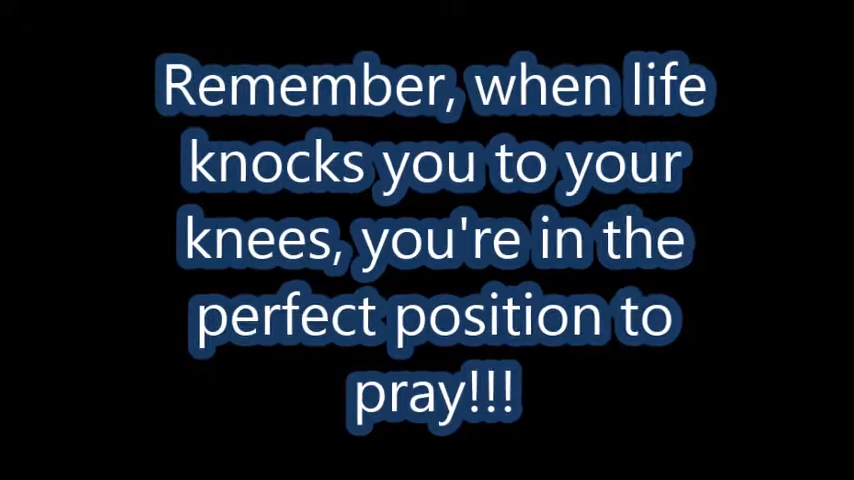 Remember, when life
knocks you to your
knees, you're in the
perfect position to
pray!!!